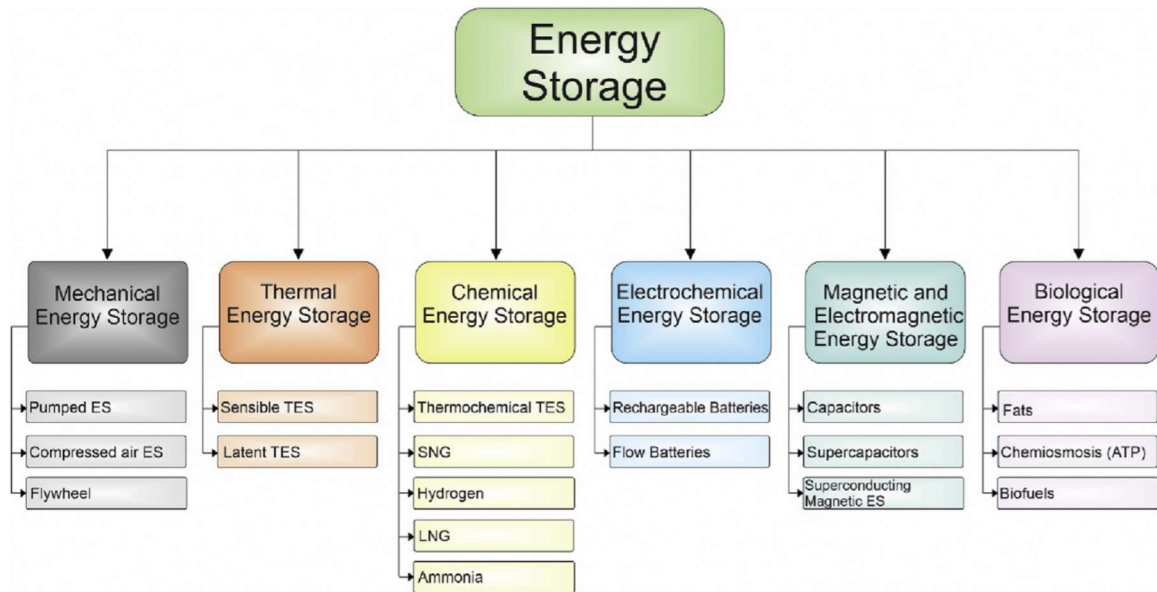 Energy
Storage
Mechanical
Energy Storage
Pumped ES
Compressed air ES
Flywheel
Thermal
Energy Storage
Sensible TES
Latent TES
Chemical
Energy Storage
Thermochemical TES
SNG
Hydrogen
LNG
Ammonia
Electrochemical
Energy Storage
Rechargeable Batteries
Flow Batteries
Magnetic and
Electromagnetic
Energy Storage
Capacitors
Supercapacitors
Superconducting
Magnetic ES
Biological
Energy Storage
Fats
Chemiosmosis (ATP)
Biofuels